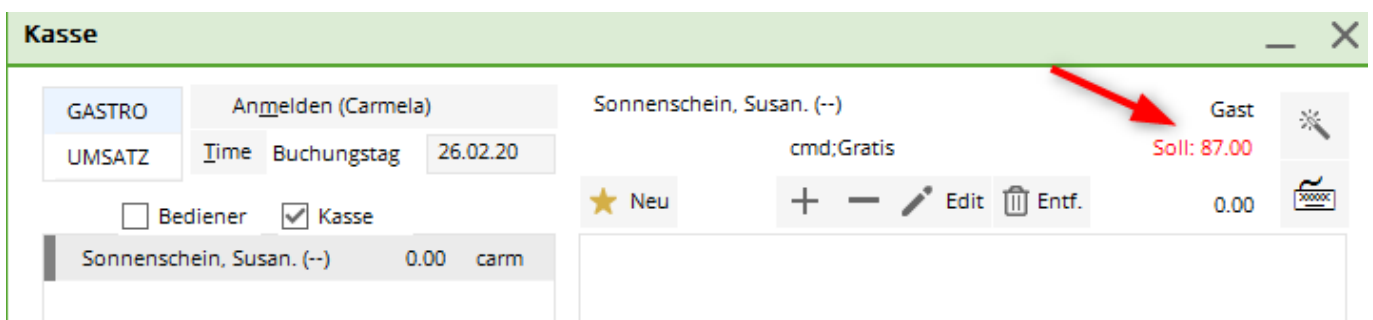 Kasse
GASTRO
Anmelden (Carmela)
Sonnenschein, Susan. (--)
Gast
UMSATZ
Time
Buchungstag
26.02.20
cmd;Gratis
Soll: 87.00
Neu
Edit
Entf.
0.00
Bediener
Kasse
Sonnenschein, Susan. (--) 0.00 carm